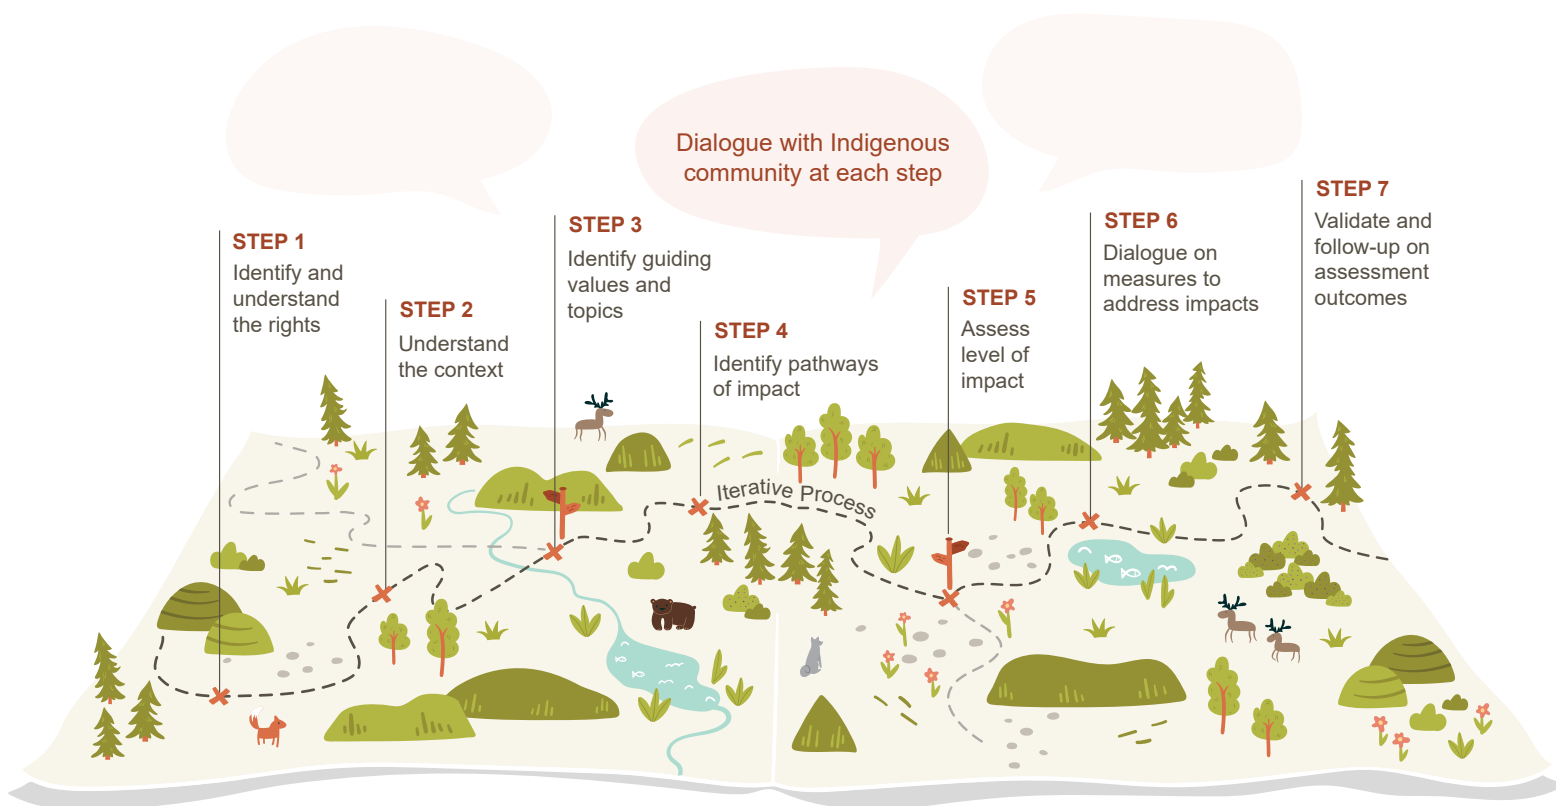 Dialogue with Indigenous
community at each step
STEP 1
Identify and
understand
the rights
STEP 2
Understand
the context
STEP 3
Identify guiding
values and
topics
STEP 4
Identify pathways
of impact
Iterative Process
STEP 5
Assess
level of
impact
STEP 6
Dialogue on
measures to
address impacts
STEP 7
Validate and
follow-up on
assessment
outcomes